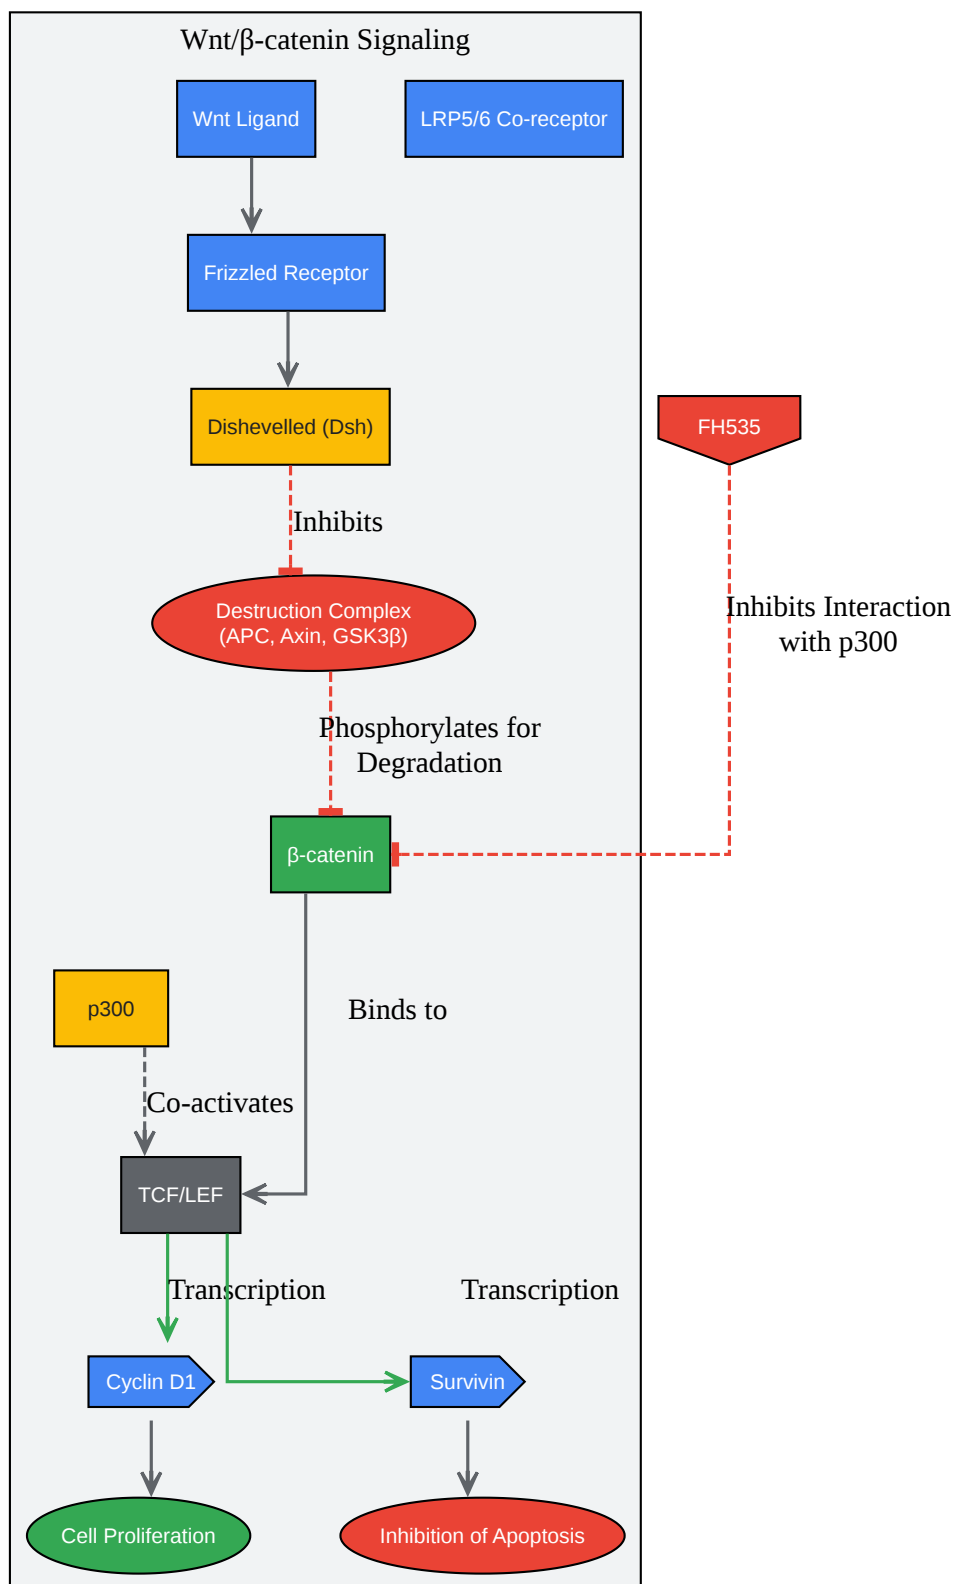 Wnt/β-catenin Signaling
Wnt Ligand
LRP5/6 Co-receptor
Frizzled Receptor
Dishevelled (Dsh)
FH535
Inhibits
Destruction Complex
(APC, Axin, GSK3β)
Inhibits Interaction
with p300
Phosphorylates for
Degradation
β-catenin
p300
Binds to
Co-activates
TCF/LEF
Transcription
Transcription
Cyclin D1
Survivin
Cell Proliferation
Inhibition of Apoptosis